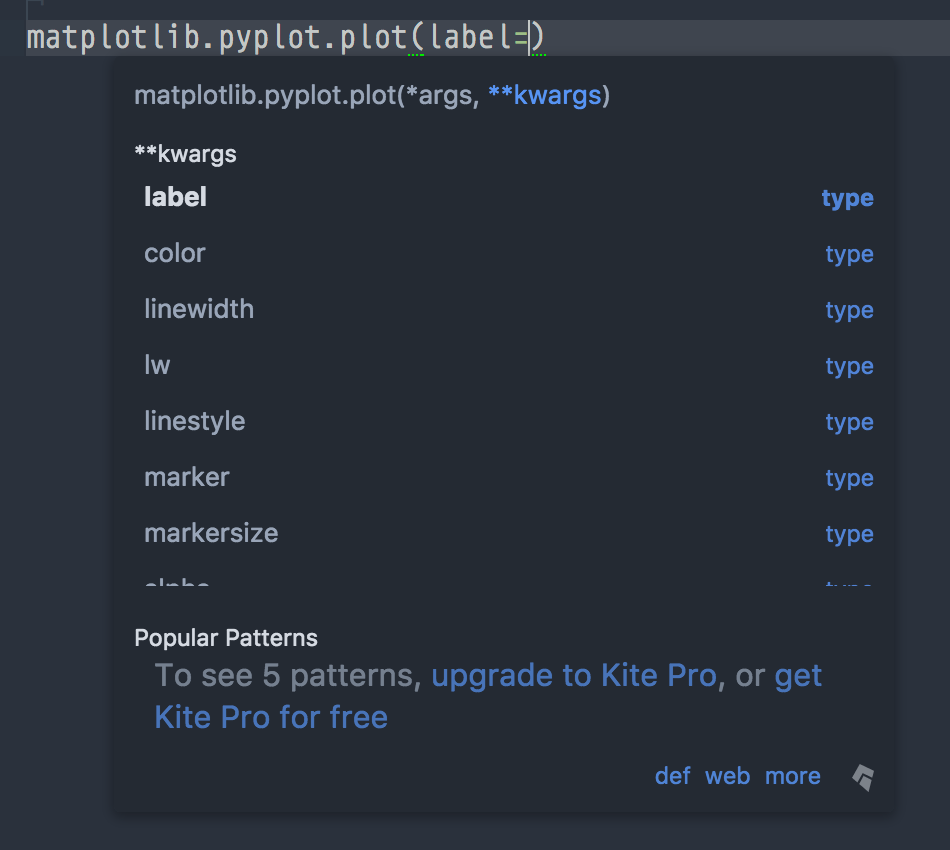 matplotlib.pyplot.plot(label=)
matplotlib.pyplot.plot(*args, **kwargs)
**kwargs
label type
color type
linewidth type
lw type
linestyle type
marker type
markersize type
alpha type
Popular Patterns
To see 5 patterns, upgrade to Kite Pro, or get
Kite Pro for free
def web more